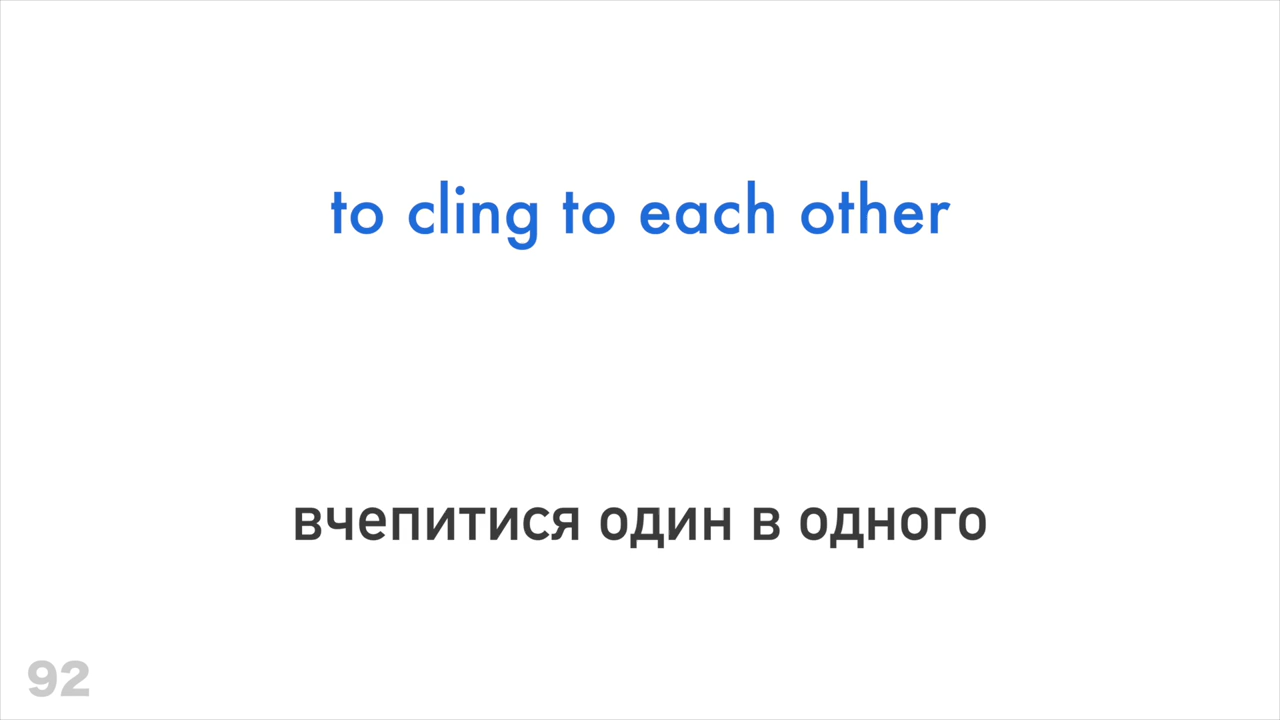 to cling to each other
вчепитися один в одного
92